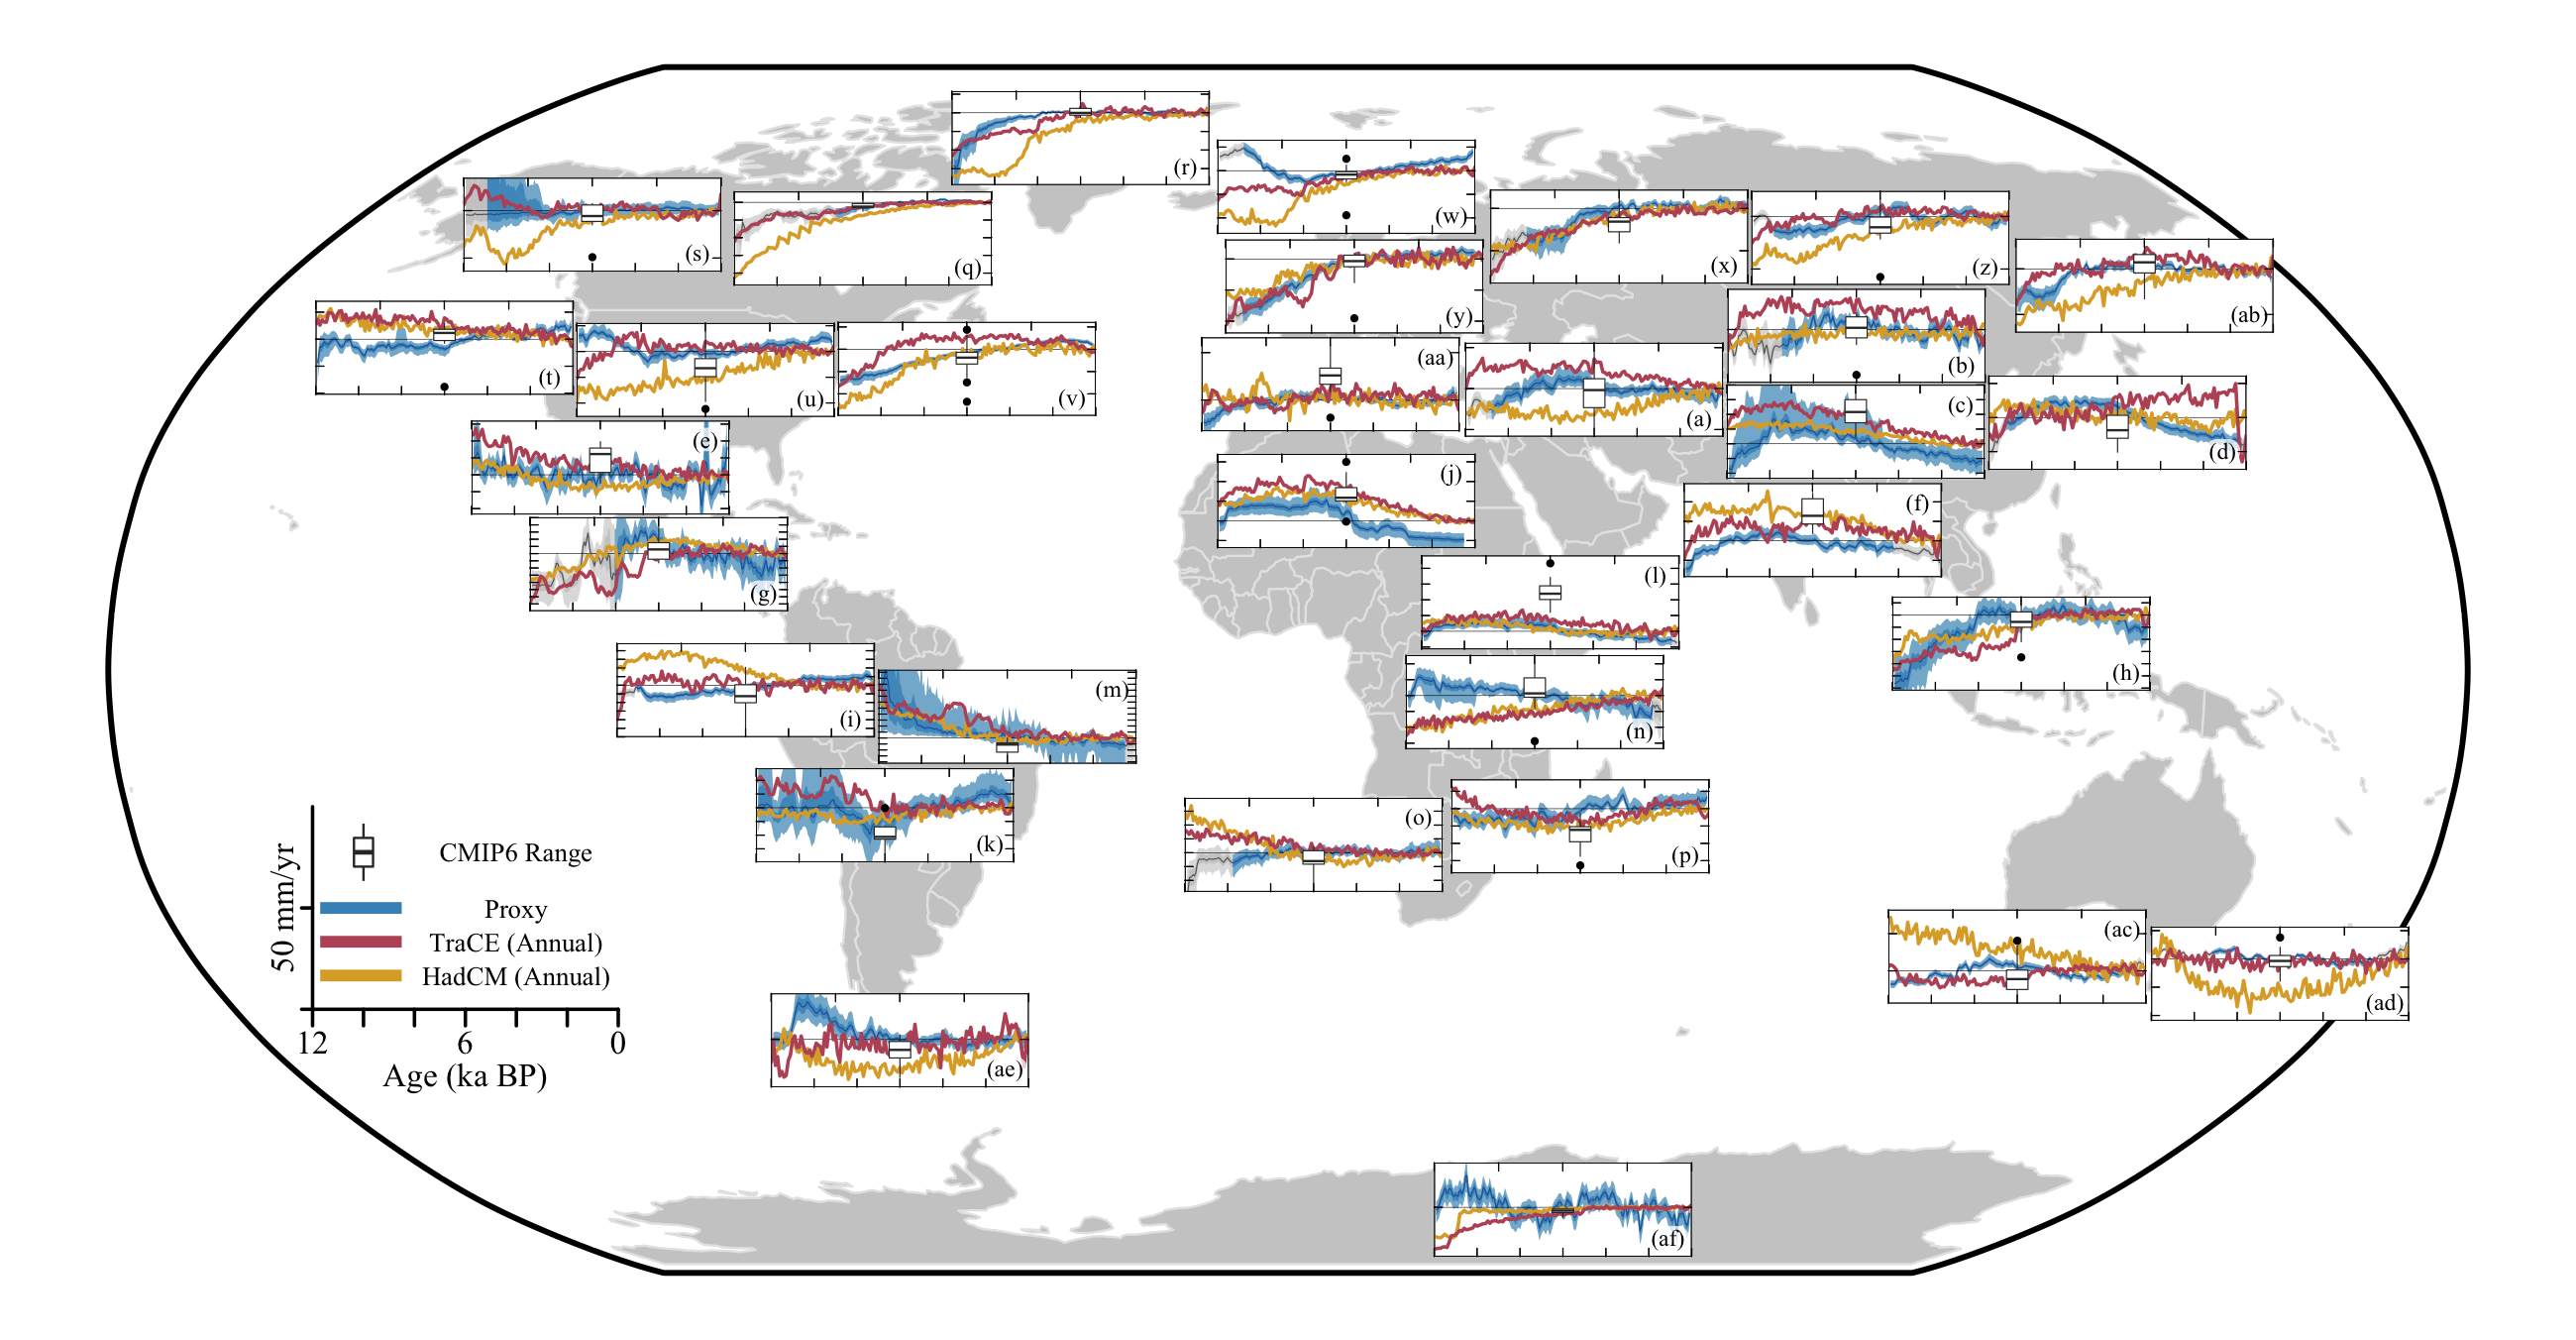 (r)
(w)
(s)
(q)
(x)
(z)
(ab)
(y)
(t)
(u)
(v)
(aa)
(a)
(b)
(c)
(d)
(e)
(j)
(f)
(g)
(l)
(h)
(i)
(m)
(n)
(k)
(o)
(p)
(ac)
(ad)
(ae)
(af)
50 mm/yr
CMIP6 Range
Proxy
TraCE (Annual)
HadCM (Annual)
12 6 0
Age (ka BP)